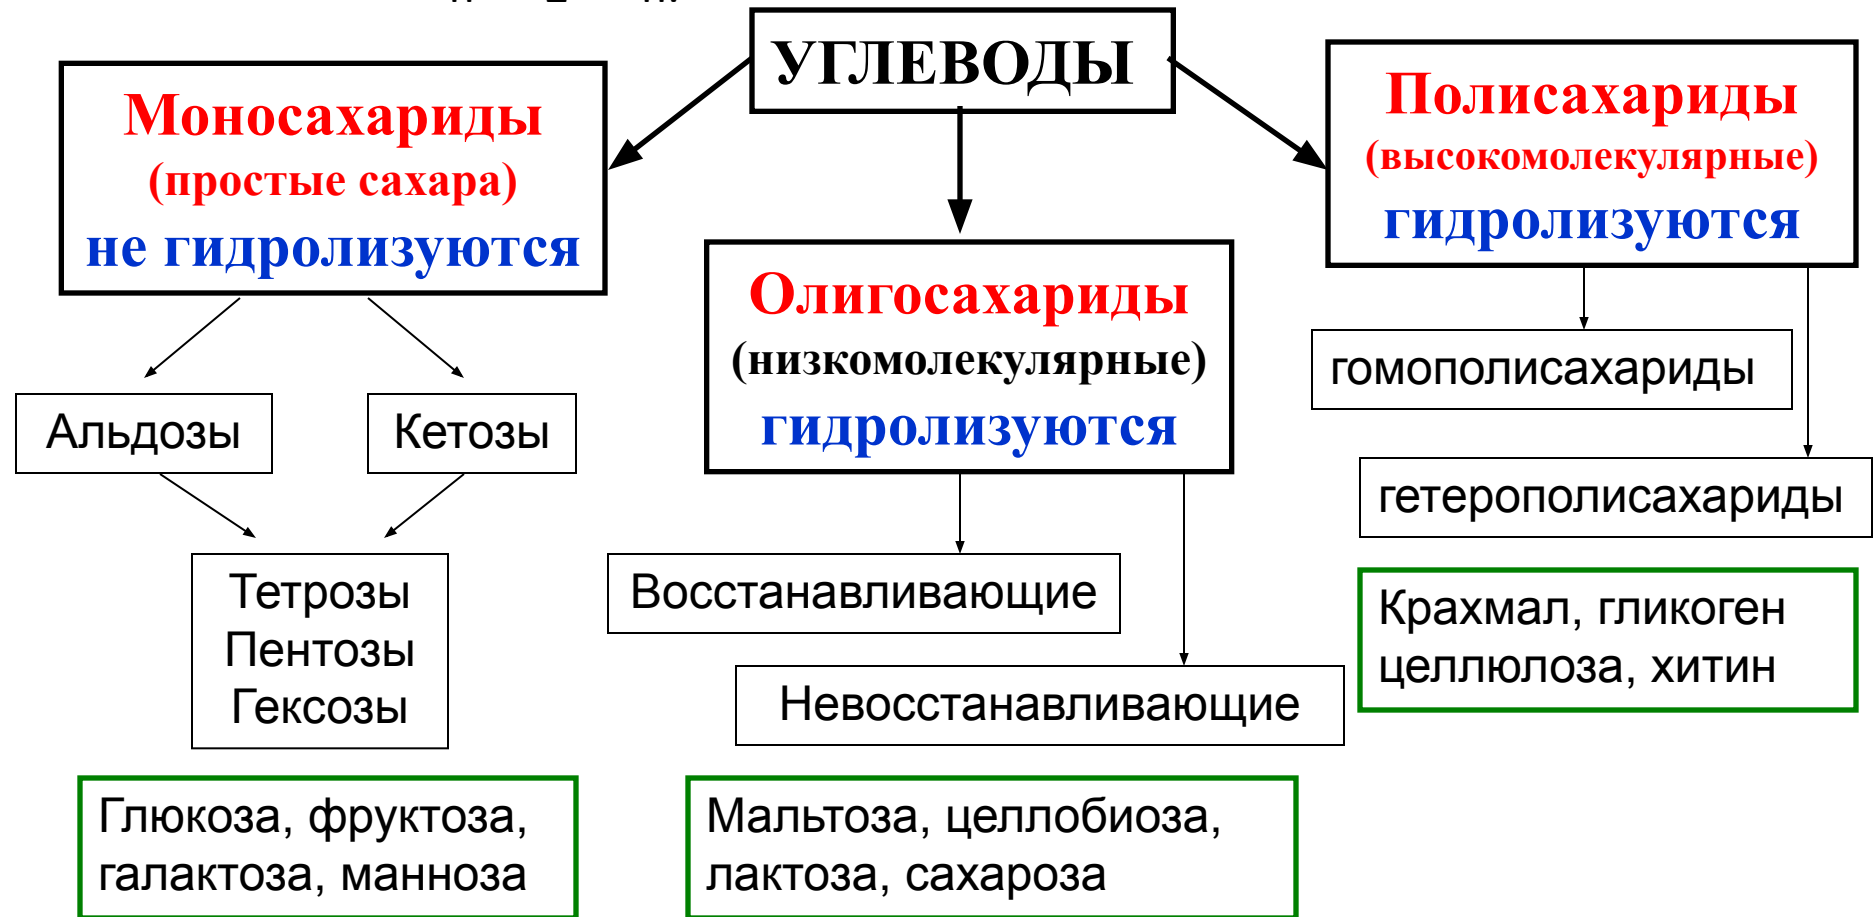 УГЛЕВОДЫ
Моносахариды
(простые сахара)
не гидролизуются
Альдозы
Кетозы
Тетрозы
Пентозы
Гексозы
Глюкоза, фруктоза,
галактоза, манноза
Олигосахариды
(низкомолекулярные)
гидролизуются
Восстанавливающие
Невосстанавливающие
Мальтоза, целлобиоза,
лактоза, сахароза
Полисахариды
(высокомолекулярные)
гидролизуются
гомополисахариды
гетерополисахариды
Крахмал, гликоген
целлюлоза, хитин